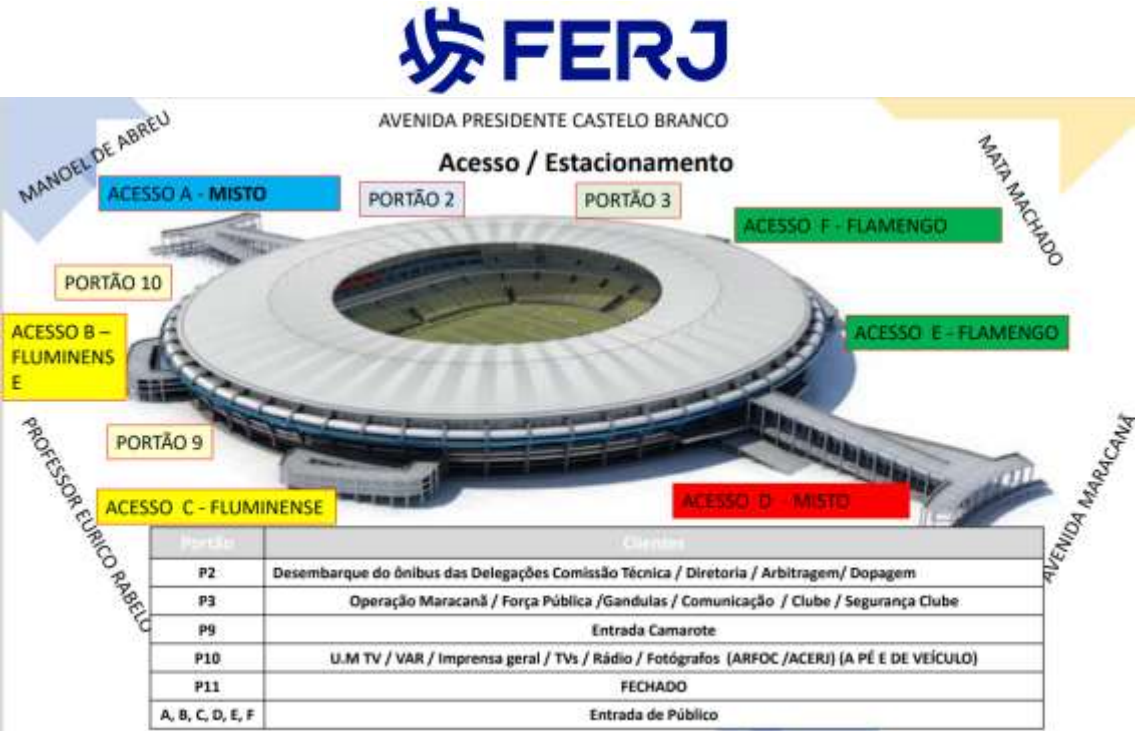 FERJ
AVENIDA PRESIDENTE CASTELO BRANCO
MANOEL DE ABREU
MATA MACHADO
Acesso / Estacionamento
ACESSO A - MISTO
PORTÃO 2
PORTÃO 3
ACESSO F - FLAMENGO
PORTÃO 10
ACESSO B –
FLUMINENS
E
ACESSO E - FLAMENGO
PORTÃO 9
PROFESSOR EURICO RABELO
AVENIDA MARACANÃ
ACESSO C - FLUMINENSE
ACESSO D - MISTO
Portão Clientes
P2 Desembarque do ônibus das Delegações Comissão Técnica / Diretoria / Arbitragem/ Dopagem
P3 Operação Maracanã / Força Pública /Gandulas / Comunicação / Clube / Segurança Clube
P9 Entrada Camarote
P10 U.M TV / VAR / Imprensa geral / TVs / Rádio / Fotógrafos (ARFOC /ACERJ) (A PÉ E DE VEÍCULO)
P11 FECHADO
A, B, C, D, E, F Entrada de Público